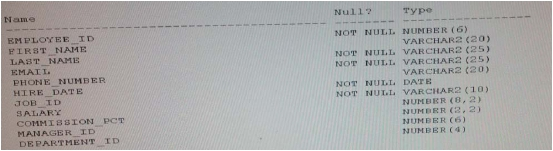 Name Null? Type
EMPLOYEE_ID NOT NULL NUMBER(6)
FIRST_NAME VARCHAR2(20)
LAST_NAME NOT NULL VARCHAR2(25)
EMAIL NOT NULL VARCHAR2(25)
PHONE_NUMBER VARCHAR2(20)
HIRE_DATE NOT NULL DATE
JOB_ID NOT NULL VARCHAR2(10)
SALARY NUMBER(8,2)
COMMISSION_PCT NUMBER(2,2)
MANAGER_ID NUMBER(6)
DEPARTMENT_ID NUMBER(4)